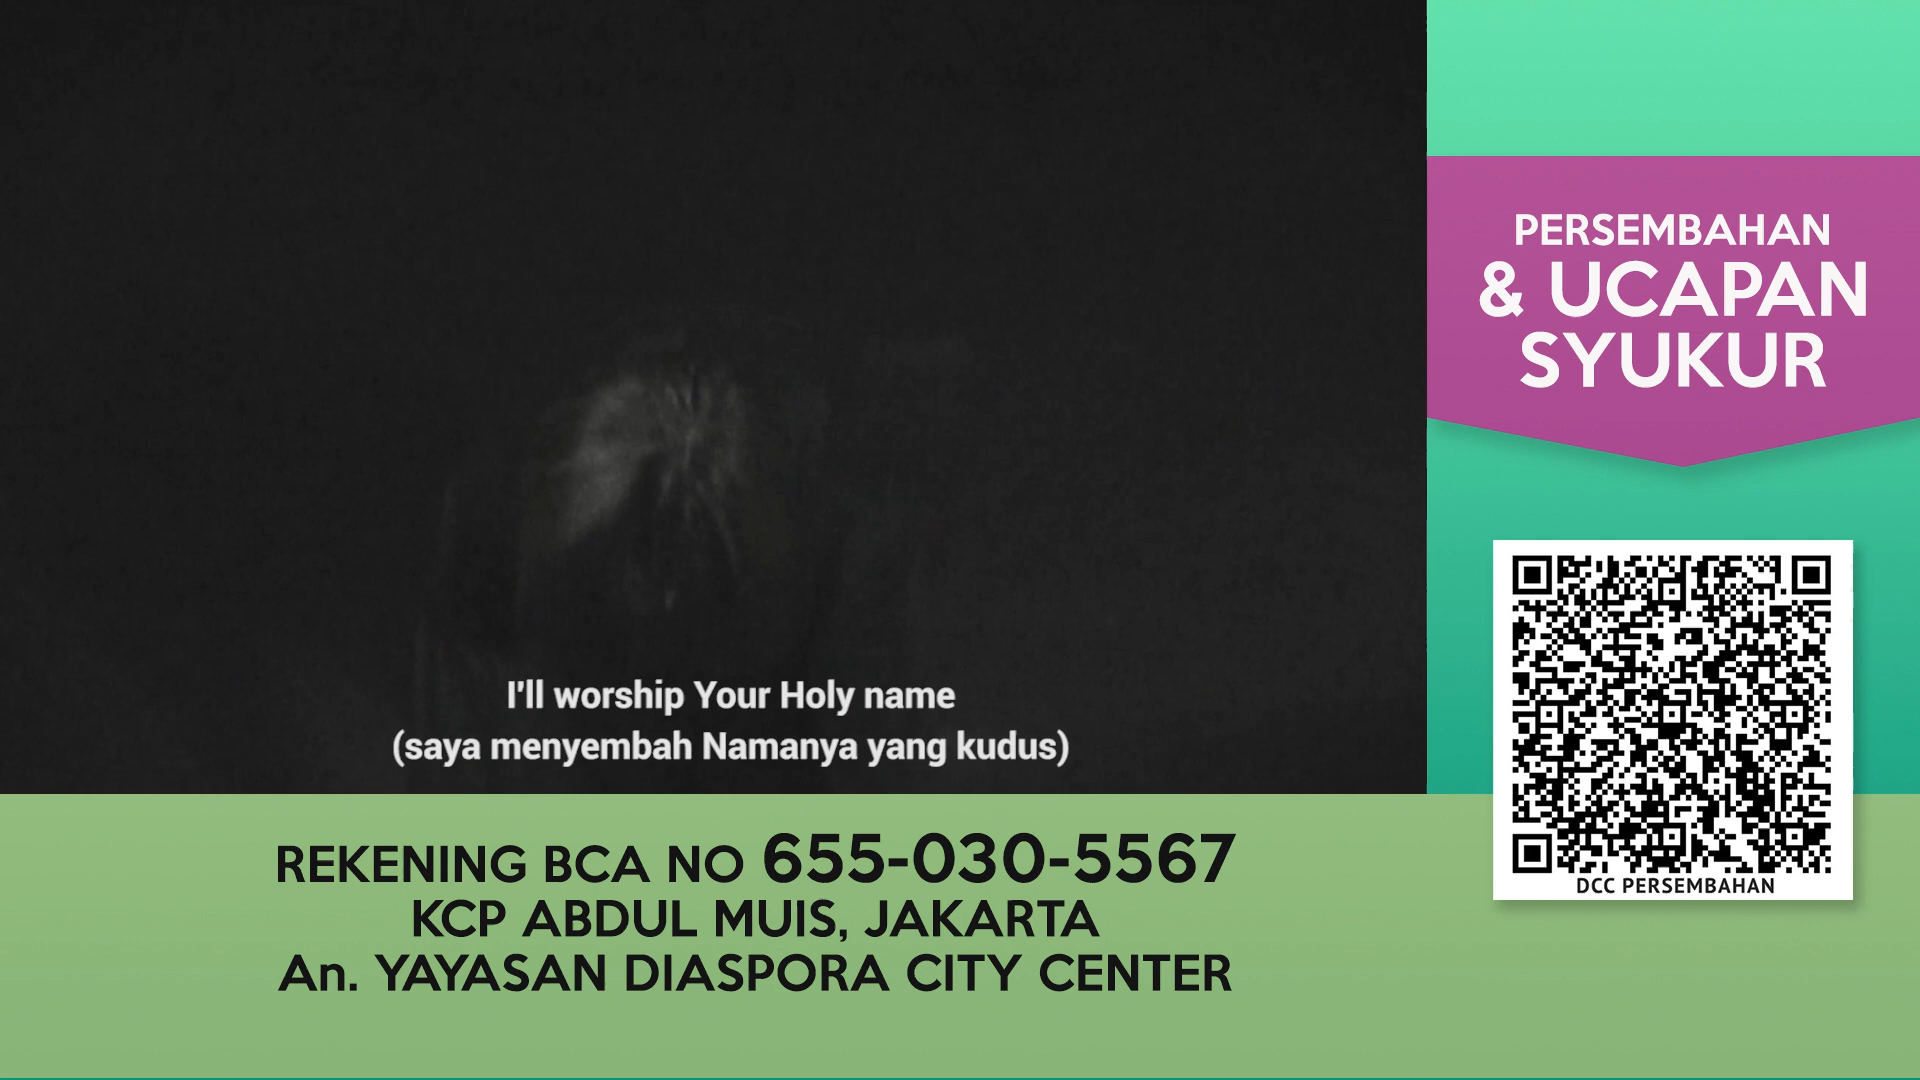 PERSEMBAHAN
& UCAPAN
SYUKUR
I'll worship Your Holy name
(saya menyembah Namanya yang kudus)
REKENING BCA NO 655-030-5567
KCP ABDUL MUIS, JAKARTA
An. YAYASAN DIASPORA CITY CENTER
DCC PERSEMBAHAN